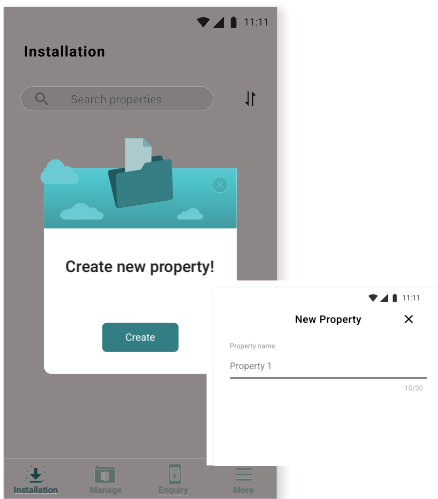 11:11
Installation
Search properties
Create new property!
Create
Installation
Manage
Enquiry
More
11:11
New Property
Property name
Property 1
10/30